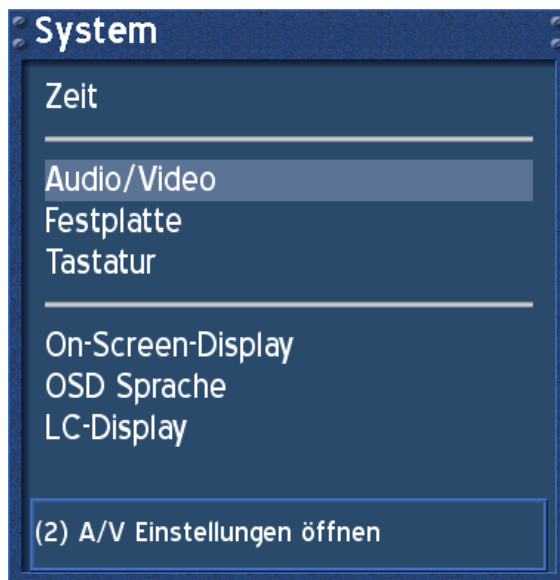 System
Zeit
Audio/Video
Festplatte
Tastatur
On-Screen-Display
OSD Sprache
LC-Display
(2) A/V Einstellungen öffnen